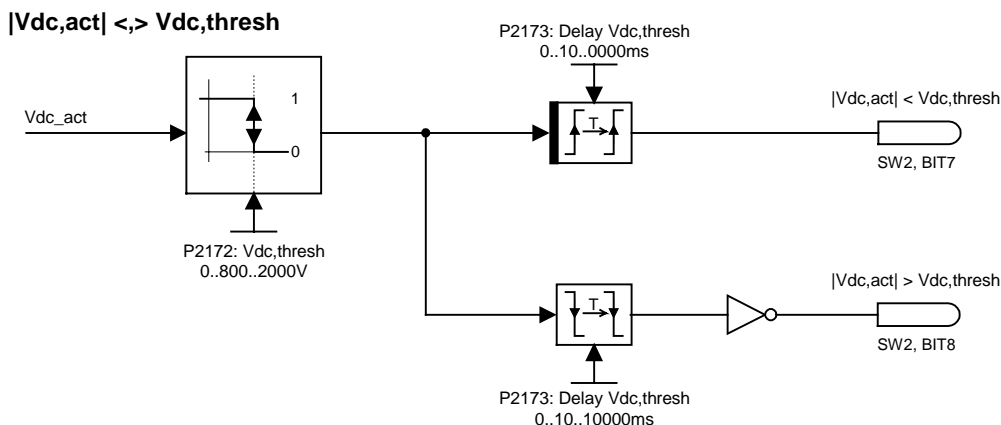 |Vdc,act| <,> Vdc,thresh
P2173: Delay Vdc,thresh
0..10..0000ms
|Vdc,act| < Vdc,thresh
Vdc_act
1
0
T
SW2, BIT7
P2172: Vdc,thresh
0..800..2000V
|Vdc,act| > Vdc,thresh
T
SW2, BIT8
P2173: Delay Vdc,thresh
0..10..10000ms